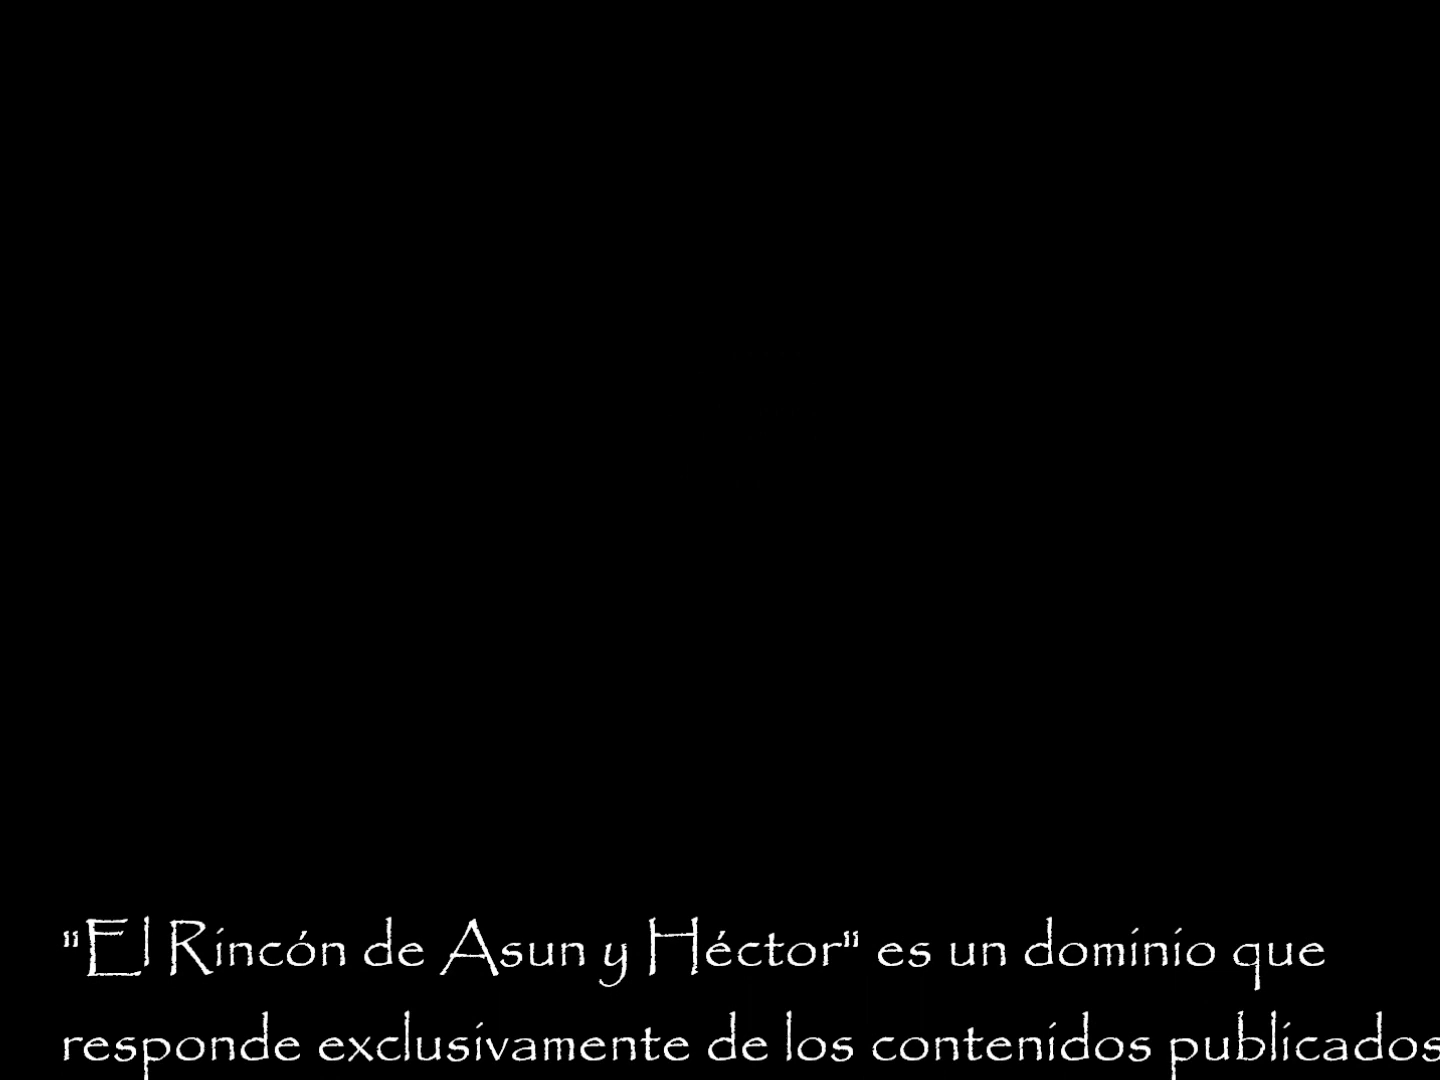 "El Rincón de Asun y Héctor" es un dominio que
responde exclusivamente de los contenidos publicados